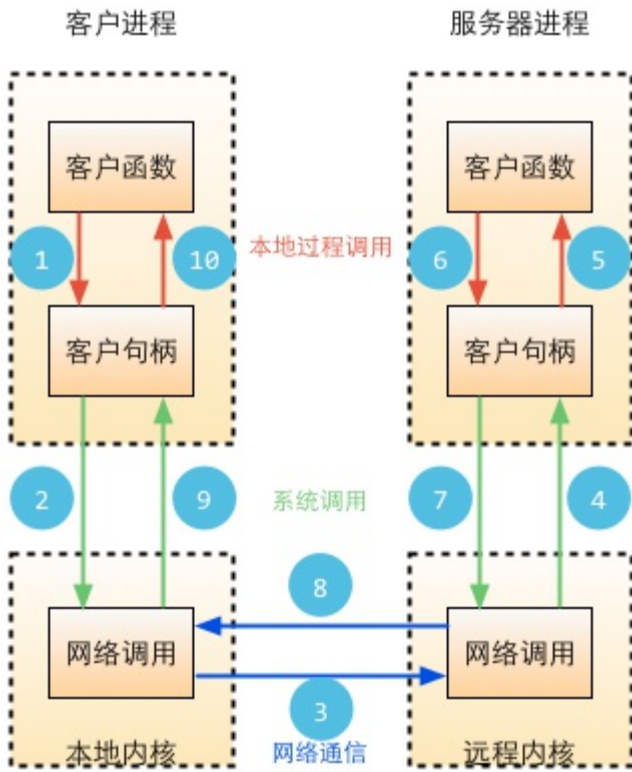 客户进程
服务器进程
客户函数
客户函数
1
10
本地过程调用
6
5
客户句柄
客户句柄
2
9
系统调用
7
4
8
网络调用
网络调用
3
本地内核
网络通信
远程内核